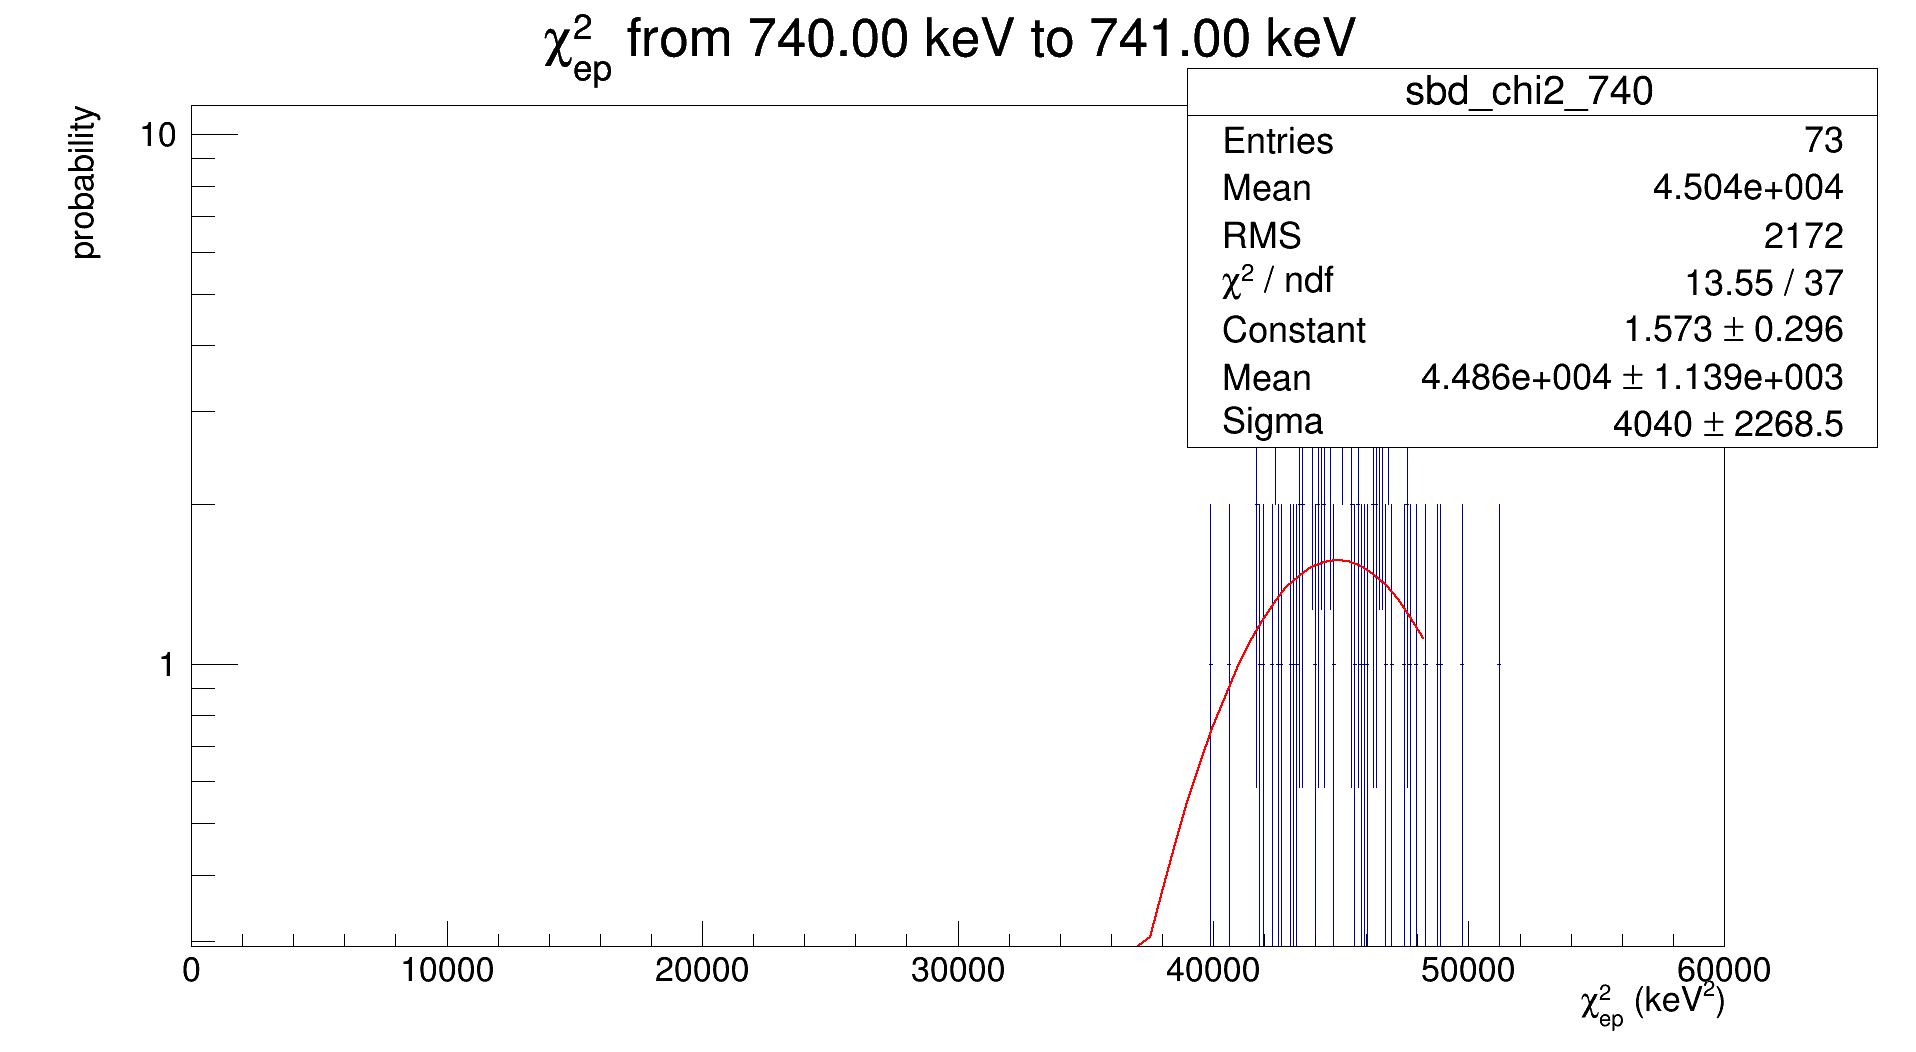 χ²ep from 740.00 keV to 741.00 keV
sbd_chi2_740
Entries 73
Mean 4.504e+004
RMS 2172
χ² / ndf 13.55 / 37
Constant 1.573 ± 0.296
Mean 4.486e+004 ± 1.139e+003
Sigma 4040 ± 2268.5
probability
10
1
0 10000 20000 30000 40000 50000 60000
χ²ep (keV²)